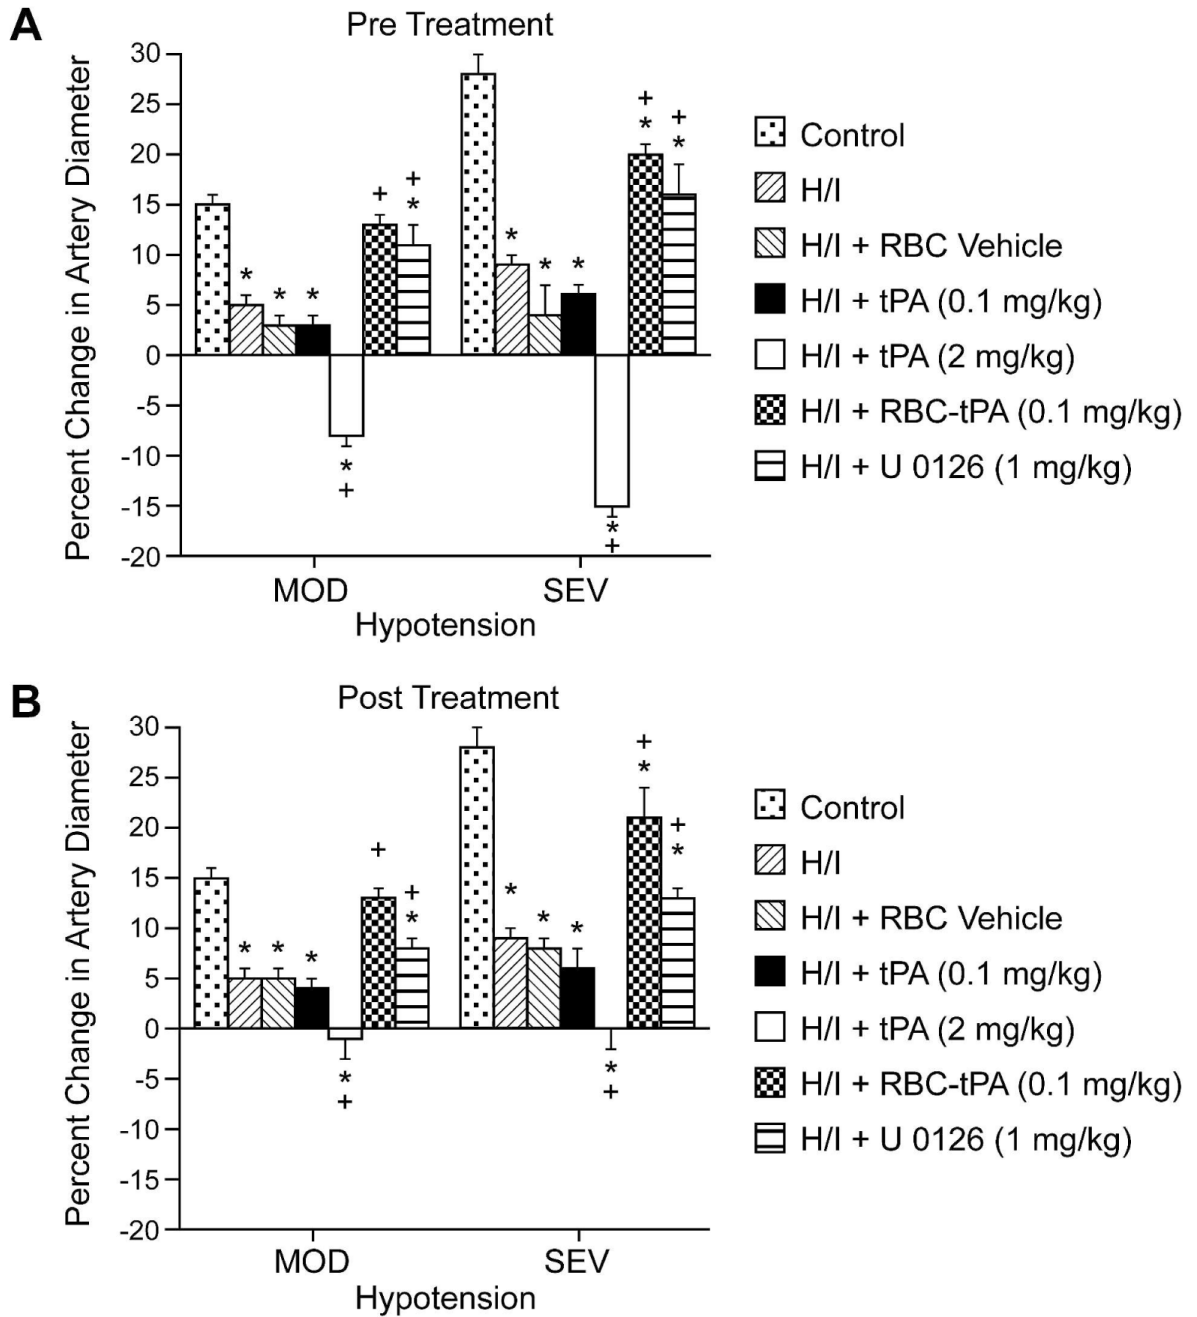 A
Pre Treatment
Percent Change in Artery Diameter
30
25
20
15
10
5
0
-5
-10
-15
-20
* * * * + + + * * * * * + + * + *
MOD SEV
Hypotension
Control
H/I
H/I + RBC Vehicle
H/I + tPA (0.1 mg/kg)
H/I + tPA (2 mg/kg)
H/I + RBC-tPA (0.1 mg/kg)
H/I + U 0126 (1 mg/kg)
B
Post Treatment
Percent Change in Artery Diameter
30
25
20
15
10
5
0
-5
-10
-15
-20
* * * * + + + * * * * * + + * + *
MOD SEV
Hypotension
Control
H/I
H/I + RBC Vehicle
H/I + tPA (0.1 mg/kg)
H/I + tPA (2 mg/kg)
H/I + RBC-tPA (0.1 mg/kg)
H/I + U 0126 (1 mg/kg)